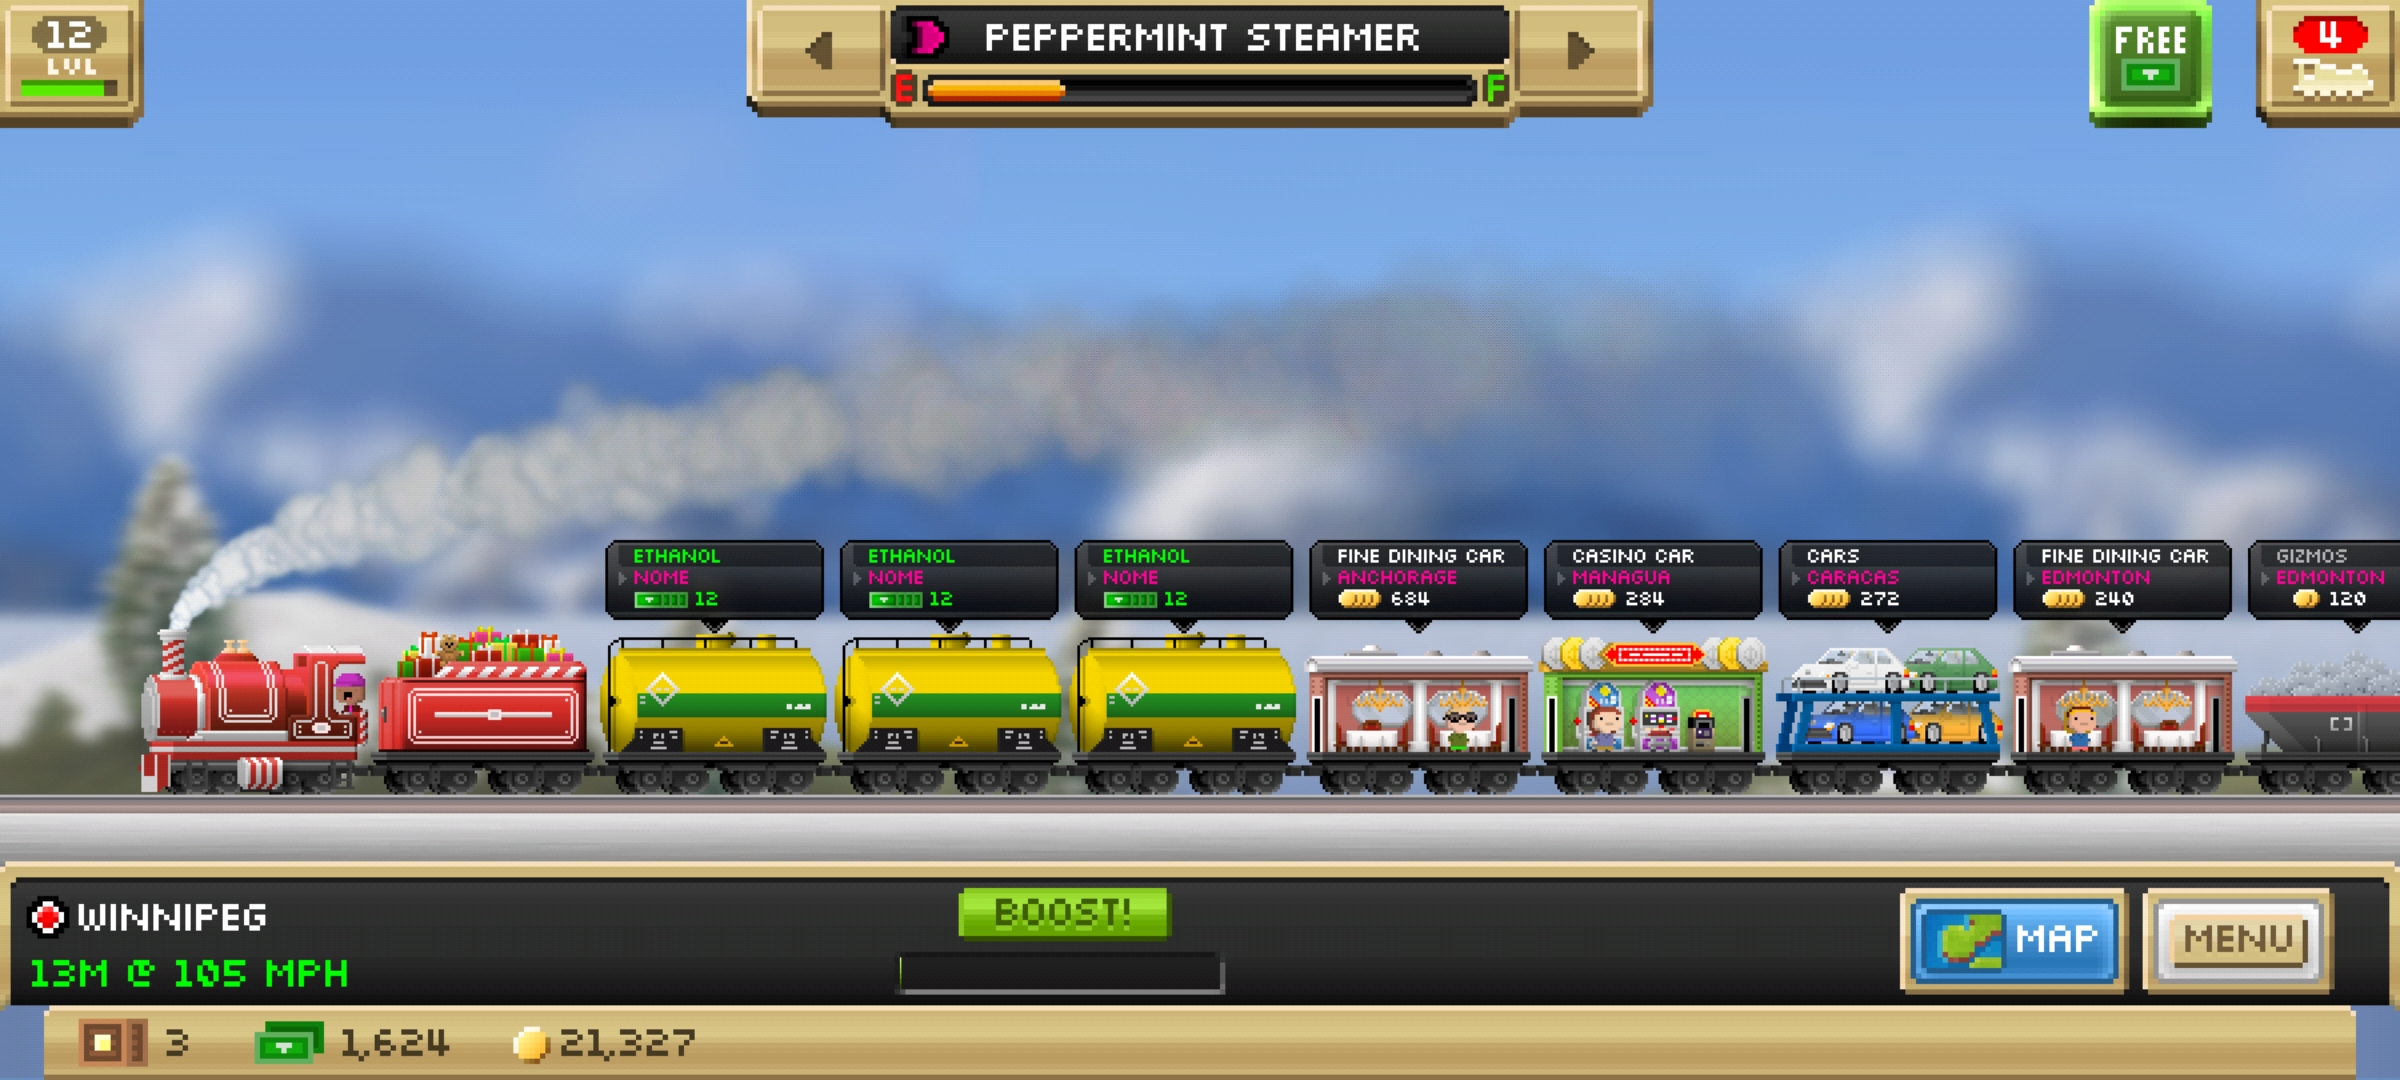 12
LVL
PEPPERMINT STEAMER
E
F
FREE
4
ETHANOL
NOME
12
ETHANOL
NOME
12
ETHANOL
NOME
12
FINE DINING CAR
ANCHORAGE
684
CASINO CAR
MANAGUA
284
CARS
CARACAS
272
FINE DINING CAR
EDMONTON
240
GIZMOS
EDMONTON
120
WINNIPEG
13M @ 105 MPH
BOOST!
MAP
MENU
3
1,624
21,327